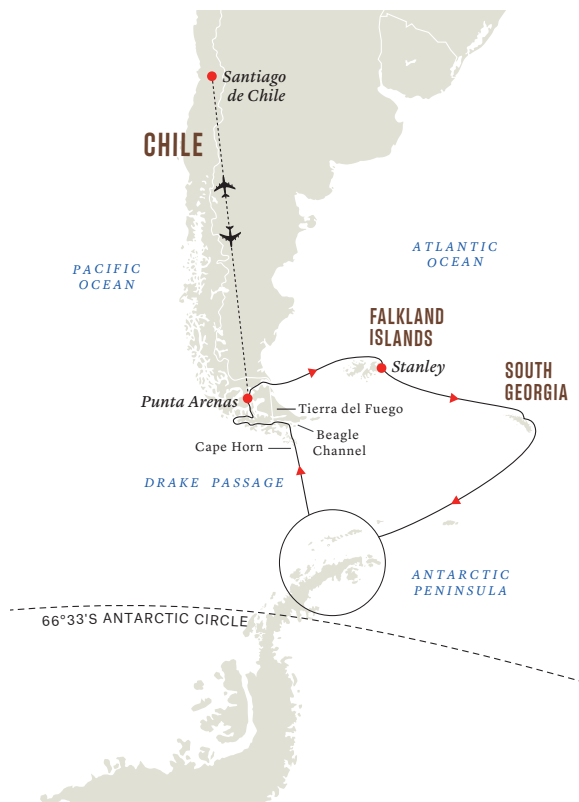 Santiago
de Chile
CHILE
PACIFIC
OCEAN
ATLANTIC
OCEAN
FALKLAND
ISLANDS
Stanley
SOUTH
GEORGIA
Punta Arenas
Tierra del Fuego
Beagle
Channel
Cape Horn
DRAKE PASSAGE
ANTARCTIC
PENINSULA
66°33'S ANTARCTIC CIRCLE